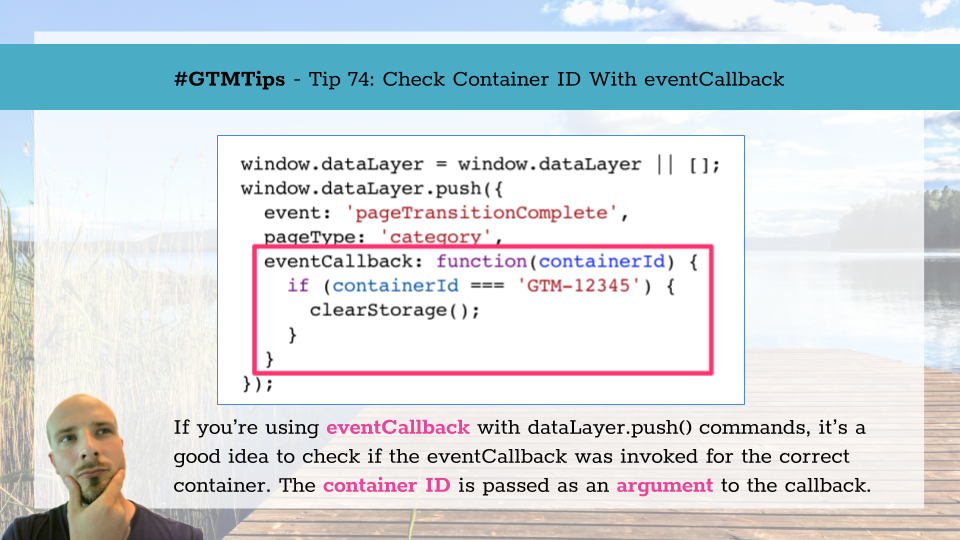 #GTMTips - Tip 74: Check Container ID With eventCallback
window.dataLayer = window.dataLayer || [];
window.dataLayer.push({
event: 'pageTransitionComplete',
pageType: 'category',
eventCallback: function(containerId) {
if (containerId === 'GTM-12345') {
clearStorage();
}
}
});
If you're using eventCallback with dataLayer.push() commands, it's a
good idea to check if the eventCallback was invoked for the correct
container. The container ID is passed as an argument to the callback.